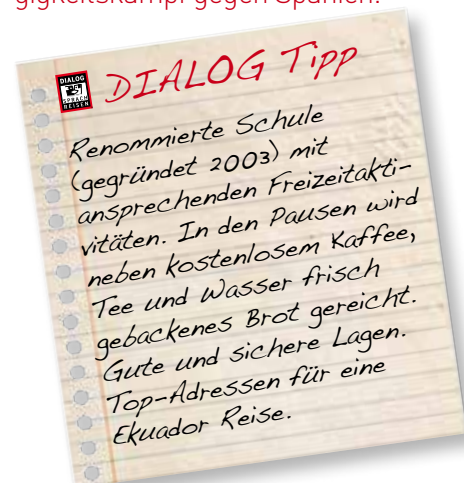 gigkeitskampf gegen Spanien.
DIALOG
SPRACH
REISEN
DIALOG Tipp
Renommierte Schule
(gegründet 2003) mit
ansprechenden Freizeitakti-
vitäten. In den Pausen wird
neben kostenlosem Kaffee,
Tee und Wasser frisch
gebackenes Brot gereicht.
Gute und sichere Lagen.
Top-Adressen für eine
Ekuador Reise.